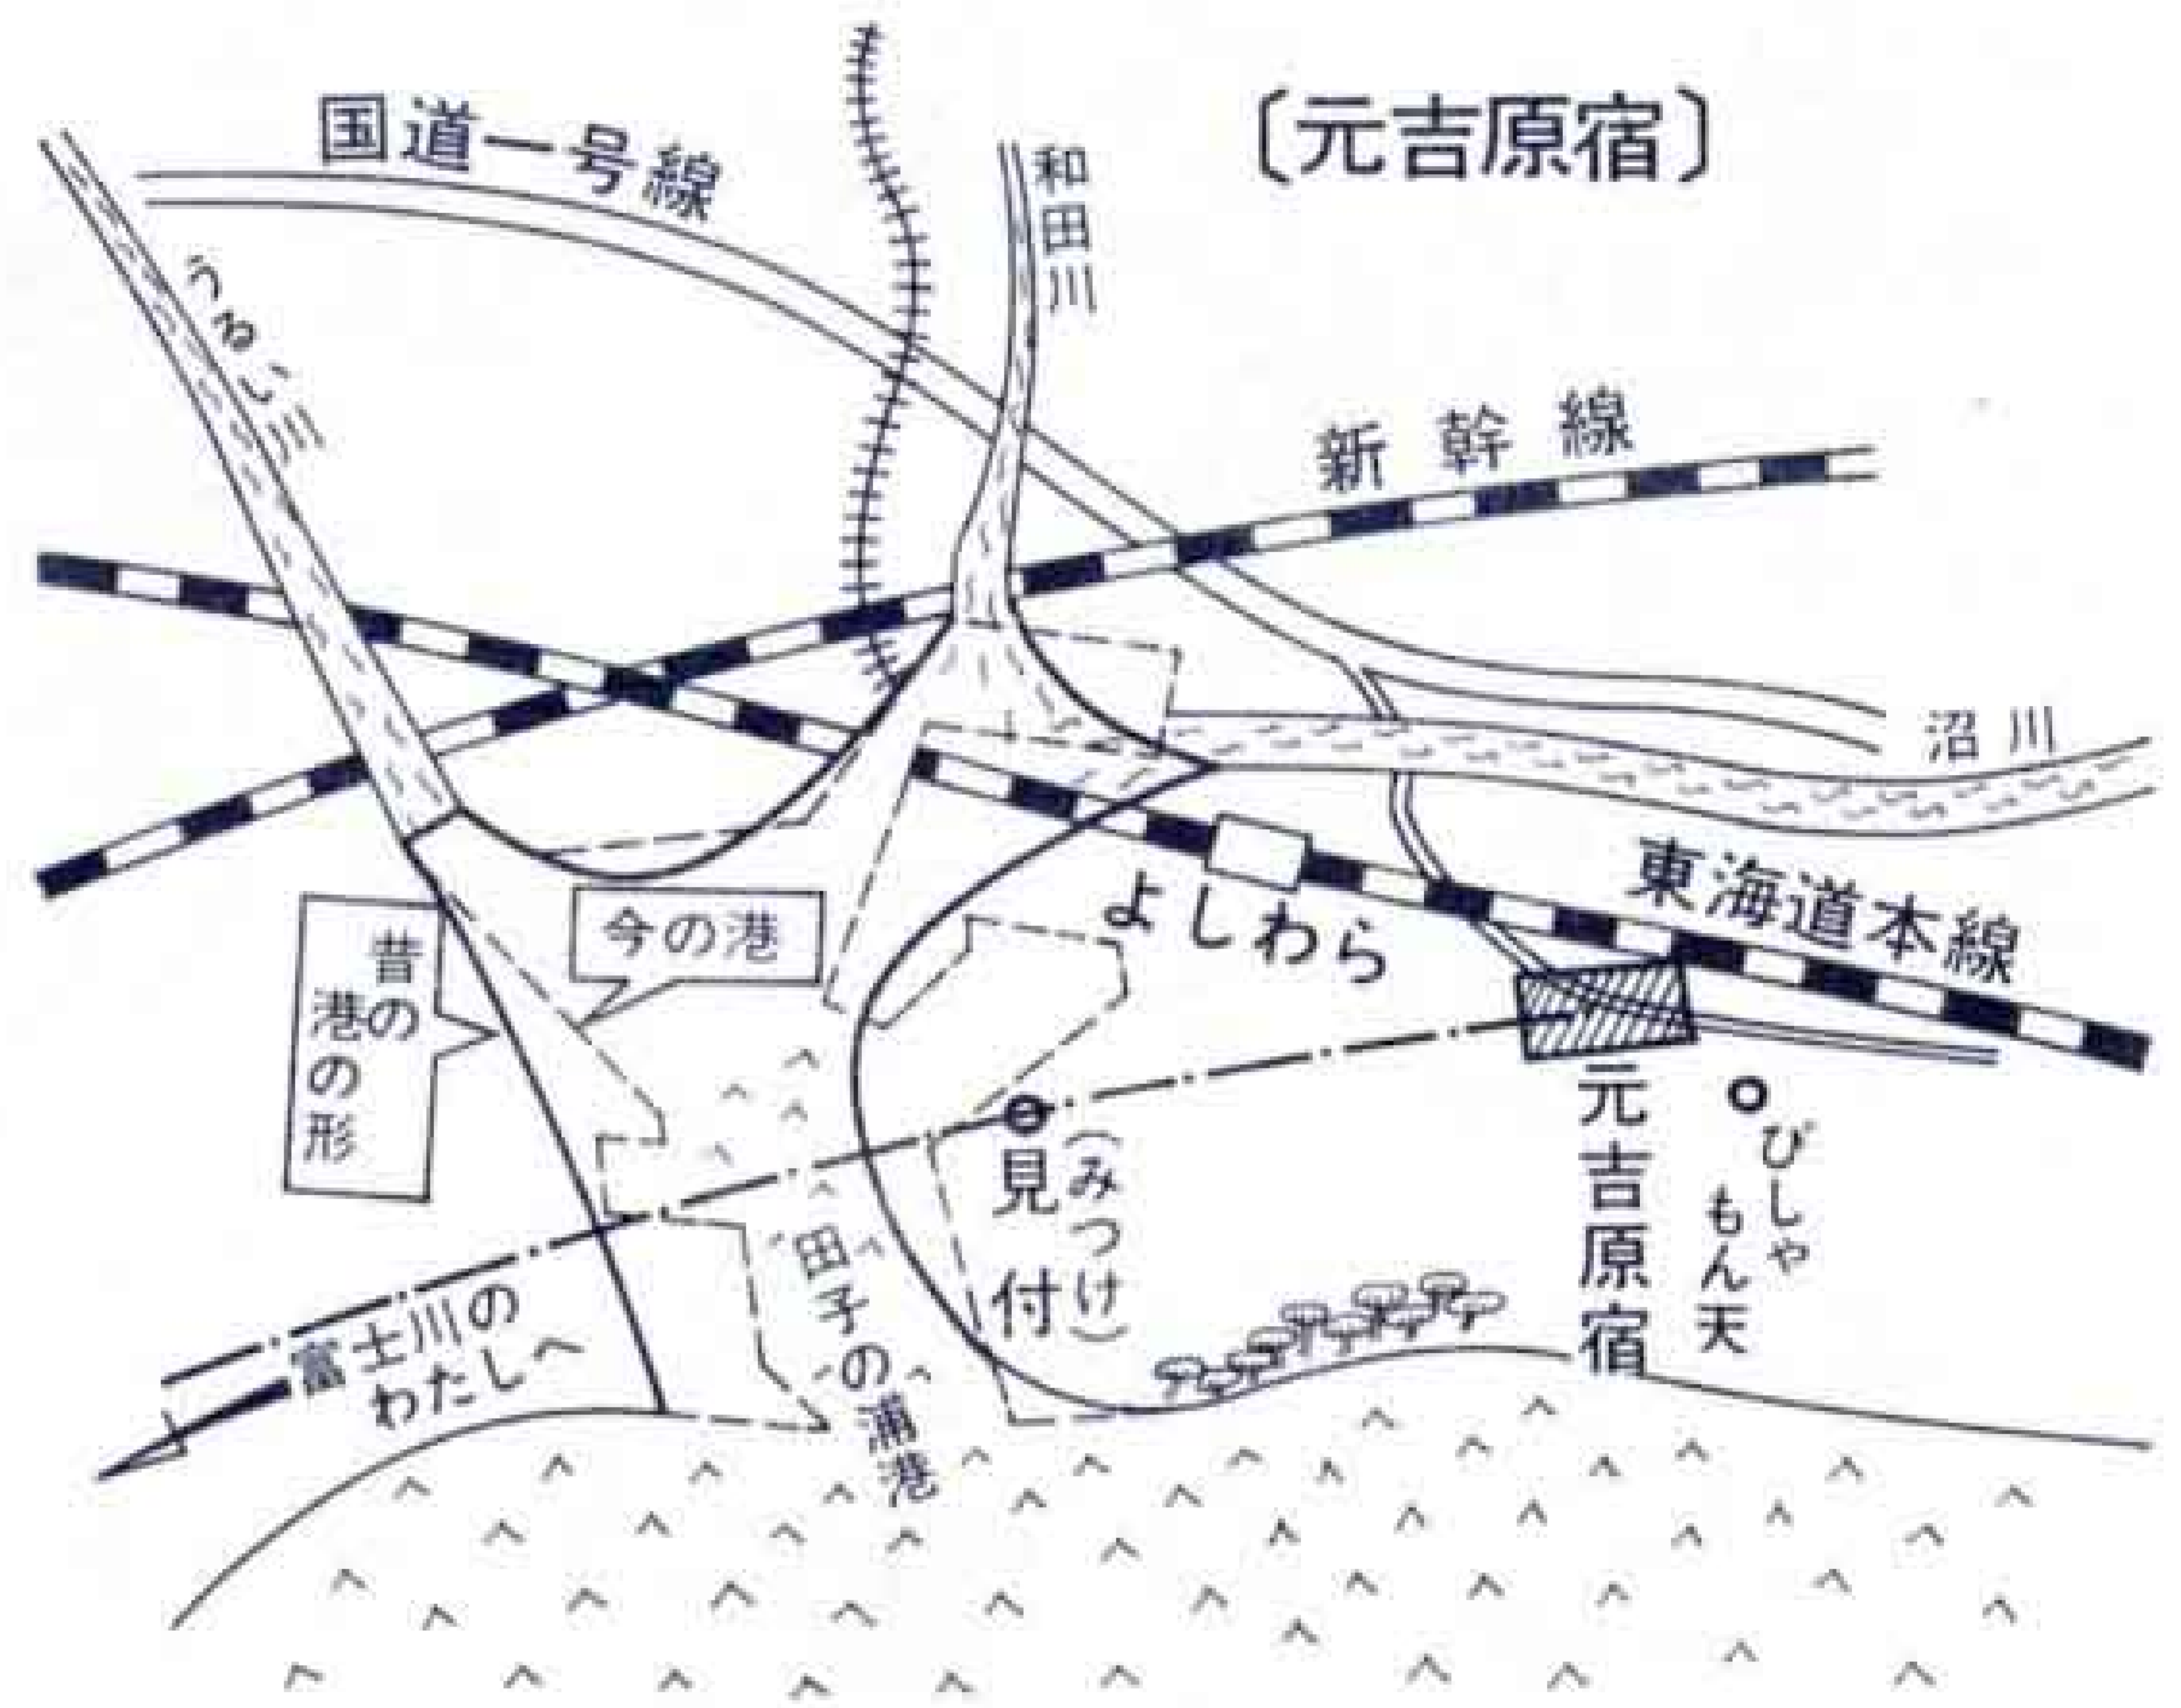 〔元吉原宿〕
国道一号線
和田川
うるい川
新幹線
沼川
東海道本線
よしわら
今の港
昔の
港の形
見付
(みつけ)
元吉原宿
びしゃ
もん天
田子の浦港
富士川の
わたしへ